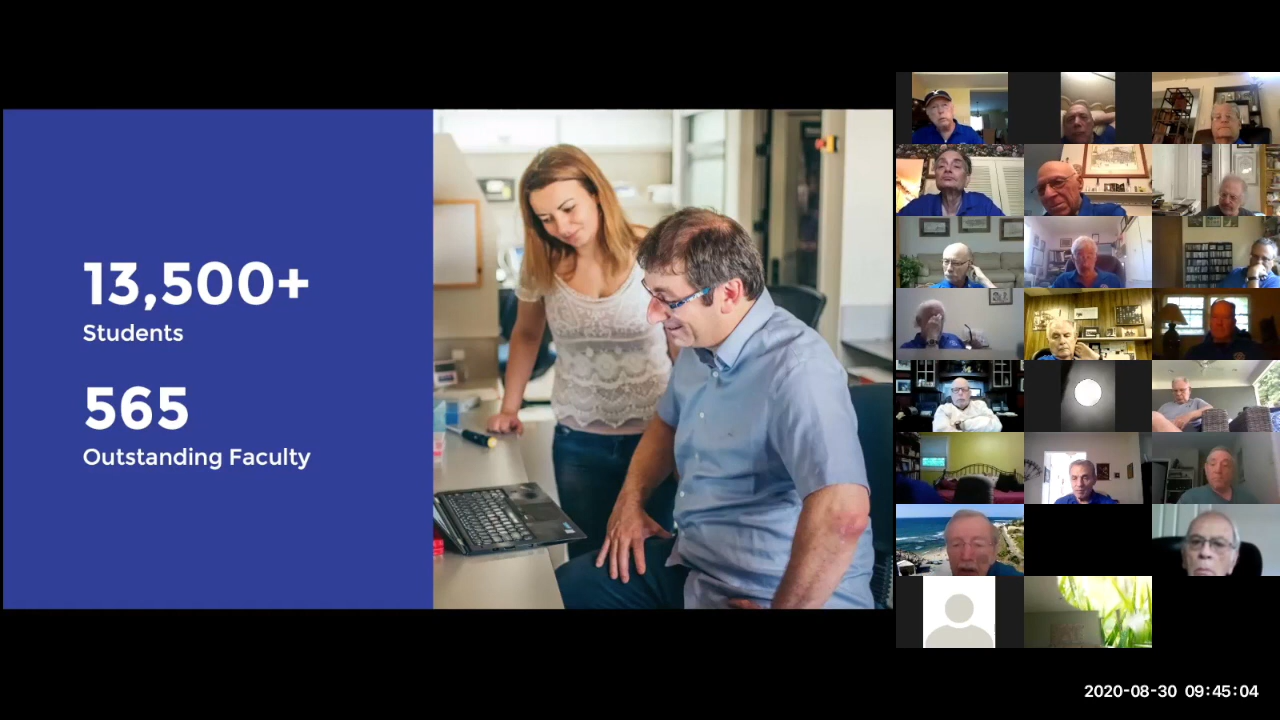 13,500+
Students
565
Outstanding Faculty
2020-08-30 09:45:04